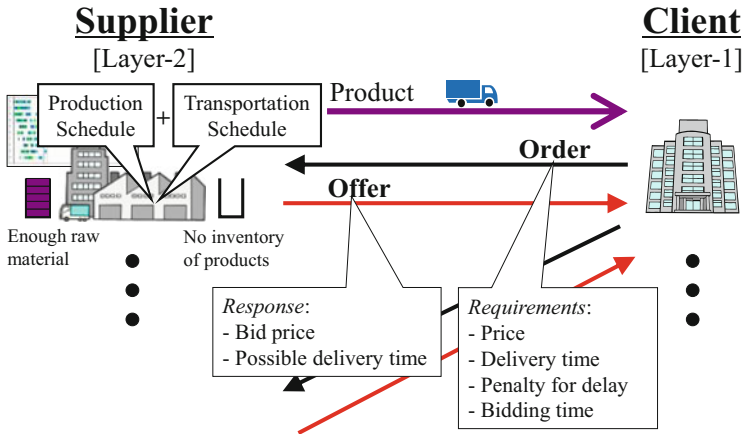 Supplier
[Layer-2]
Client
[Layer-1]
Production
Schedule
+
Transportation
Schedule
Product
Order
Offer
Enough raw
material
No inventory
of products
Response:
- Bid price
- Possible delivery time
Requirements:
- Price
- Delivery time
- Penalty for delay
- Bidding time